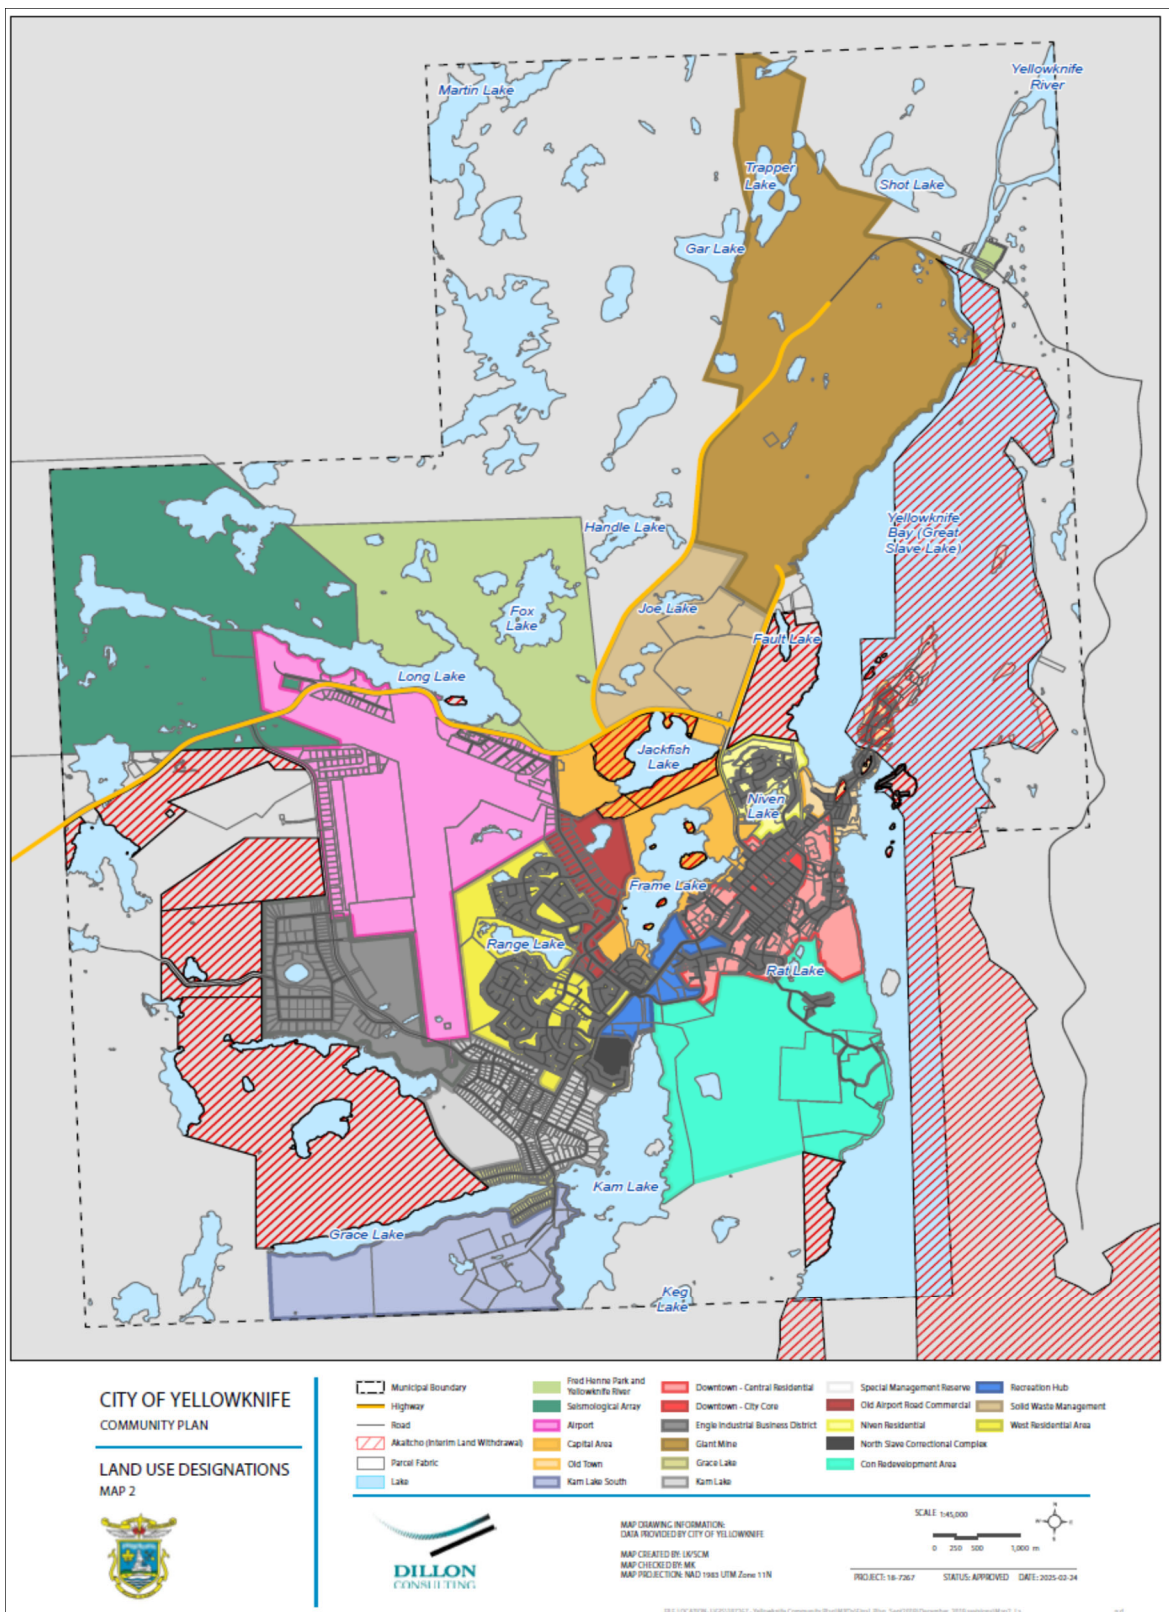 Martin Lake
Yellowknife
River
Trapper
Lake
Shot Lake
Gar Lake
Handle Lake
Yellowknife
Bay (Great
Slave Lake)
Joe Lake
Fox
Lake
Fault Lake
Long Lake
Jackfish
Lake
Niven
Lake
Frame Lake
Range Lake
Rat Lake
Kam Lake
Grace Lake
Keg
Lake
CITY OF YELLOWKNIFE
COMMUNITY PLAN
LAND USE DESIGNATIONS
MAP 2
Municipal Boundary
Highway
Road
Akaitcho (Interim Land Withdrawal)
Parcel Fabric
Lake
Fred Henne Park and
Yellowknife River
Seismological Array
Airport
Capital Area
Old Town
Kam Lake South
Downtown - Central Residential
Downtown - City Core
Engle Industrial Business District
Giant Mine
Grace Lake
Kam Lake
Special Management Reserve
Old Airport Road Commercial
Niven Residential
North Slave Correctional Complex
Con Redevelopment Area
Recreation Hub
Solid Waste Management
West Residential Area
DILLON
CONSULTING
MAP DRAWING INFORMATION:
DATA PROVIDED BY CITY OF YELLOWKNIFE
MAP CREATED BY: LK/SCM
MAP CHECKED BY: MK
MAP PROJECTION: NAD 1983 UTM Zone 11N
SCALE 1:45,000
N
W E
S
0 250 500 1,000 m
PROJECT: 18-7267 STATUS: APPROVED DATE: 2025-02-24